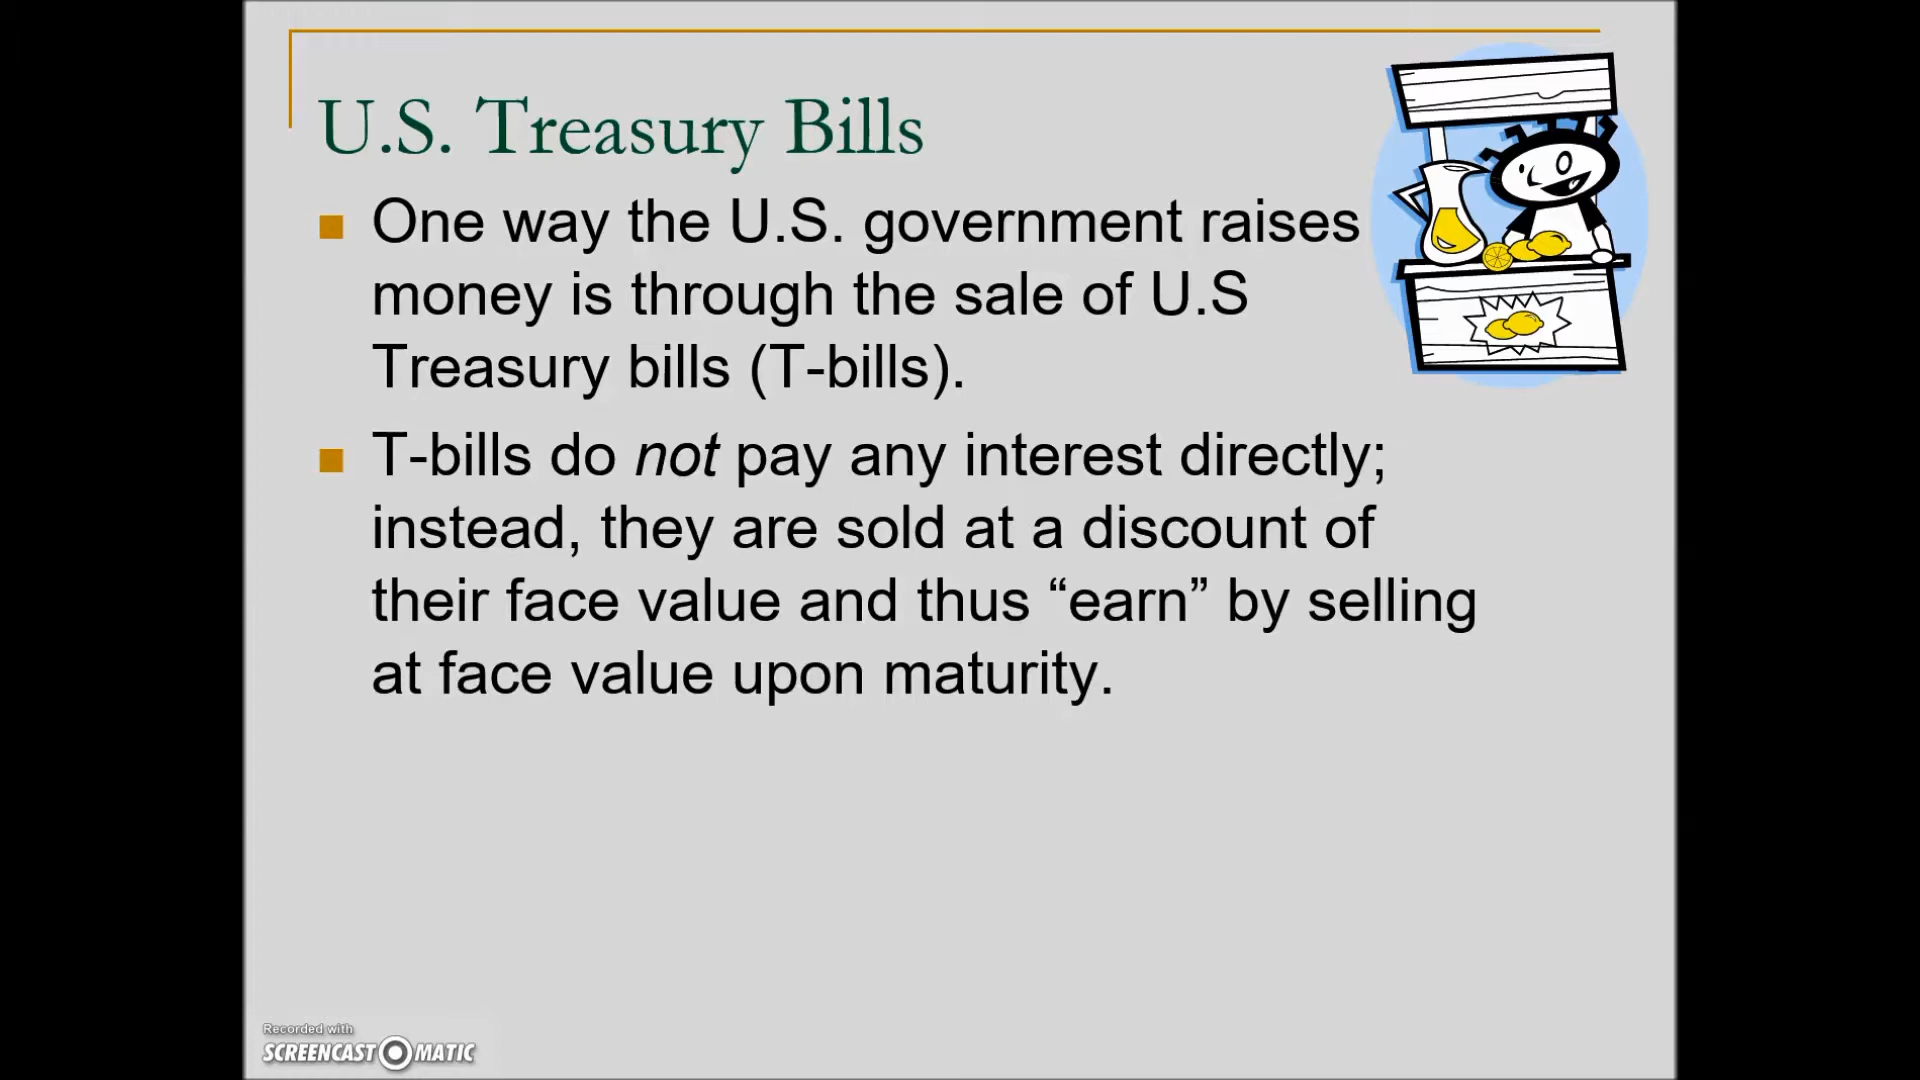 U.S. Treasury Bills
One way the U.S. government raises
money is through the sale of U.S
Treasury bills (T-bills).
T-bills do not pay any interest directly;
instead, they are sold at a discount of
their face value and thus “earn” by selling
at face value upon maturity.
Recorded with
SCREENCAST MATIC